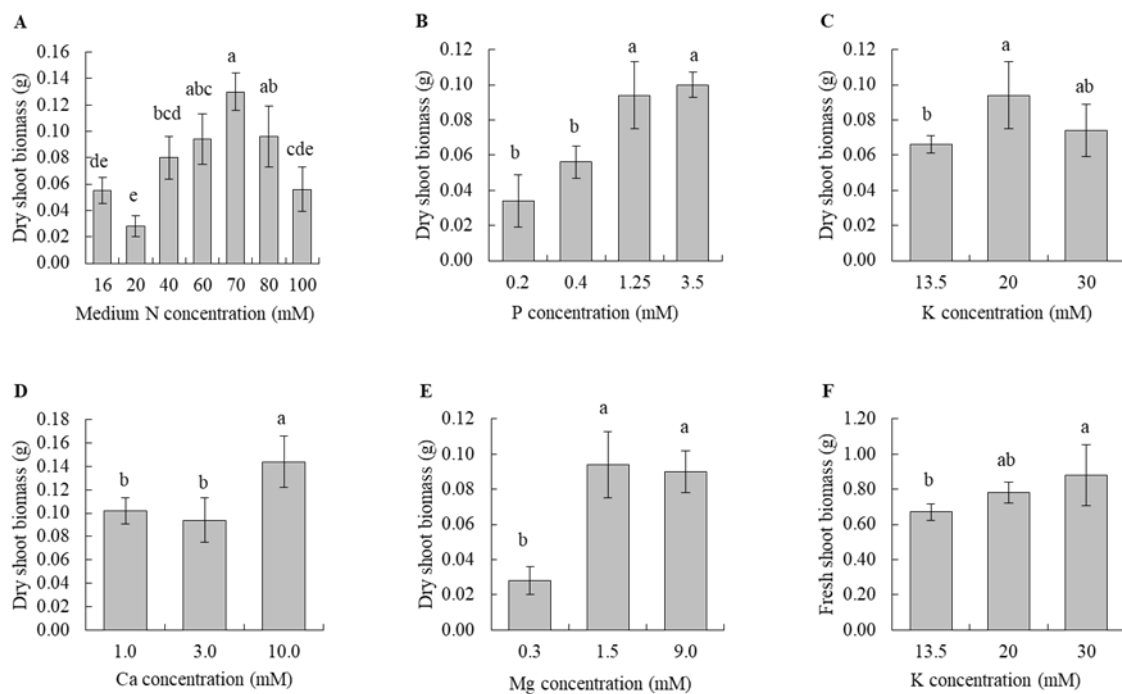 A
Dry shoot biomass (g)
0.16
0.14
0.12
0.10
0.08
0.06
0.04
0.02
0.00
de
e
bcd
abc
a
ab
cde
16 20 40 60 70 80 100
Medium N concentration (mM)
B
Dry shoot biomass (g)
0.12
0.10
0.08
0.06
0.04
0.02
0.00
b
b
a
a
0.2 0.4 1.25 3.5
P concentration (mM)
C
Dry shoot biomass (g)
0.12
0.10
0.08
0.06
0.04
0.02
0.00
b
a
ab
13.5 20 30
K concentration (mM)
D
Dry shoot biomass (g)
0.18
0.16
0.14
0.12
0.10
0.08
0.06
0.04
0.02
0.00
b
b
a
1.0 3.0 10.0
Ca concentration (mM)
E
Dry shoot biomass (g)
0.12
0.10
0.08
0.06
0.04
0.02
0.00
b
a
a
0.3 1.5 9.0
Mg concentration (mM)
F
Fresh shoot biomass (g)
1.20
1.00
0.80
0.60
0.40
0.20
0.00
b
ab
a
13.5 20 30
K concentration (mM)